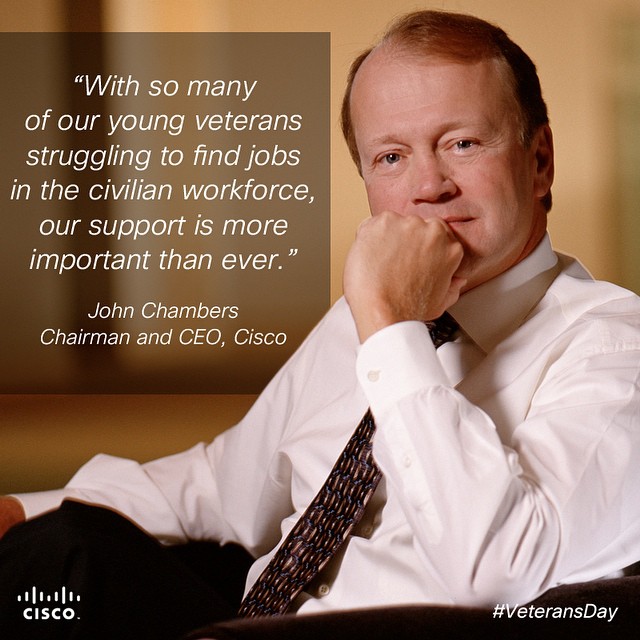 “With so many
of our young veterans
struggling to find jobs
in the civilian workforce,
our support is more
important than ever.”
John Chambers
Chairman and CEO, Cisco
CISCO
#VeteransDay